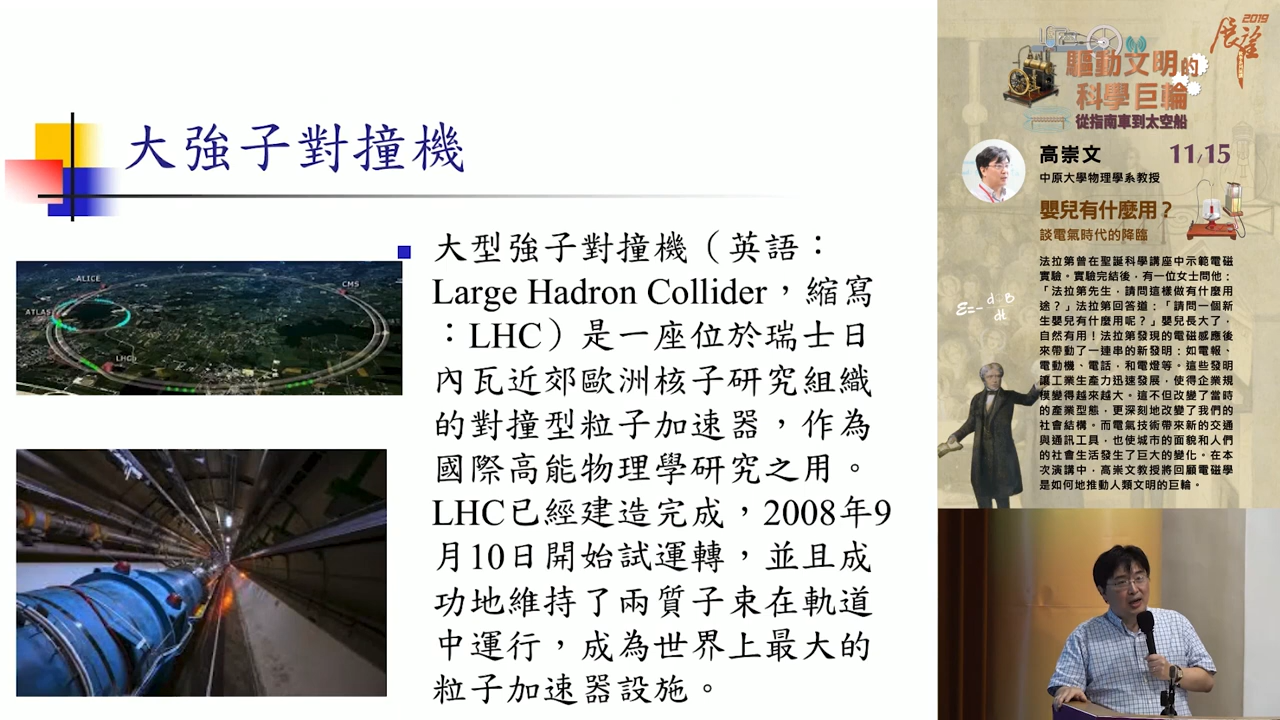 大強子對撞機
大型強子對撞機（英語：
Large Hadron Collider，縮寫
：LHC）是一座位於瑞士日
內瓦近郊歐洲核子研究組織
的對撞型粒子加速器，作為
國際高能物理學研究之用。
LHC已經建造完成，2008年9
月10日開始試運轉，並且成
功地維持了兩質子束在軌道
中運行，成為世界上最大的
粒子加速器設施。
ALICE
CMS
ATLAS
LHCb
2019
展望
驅動文明的
科學巨輪
從指南車到太空船
高崇文
11/15
中原大學物理學系教授
嬰兒有什麼用？
談電氣時代的降臨
法拉第曾在聖誕科學講座中示範電磁
實驗。實驗完結後，有一位女士問他：
「法拉第先生，請問這樣做有什麼用
途？」法拉第回答道：「請問一個新
生嬰兒有什麼用呢？」嬰兒長大了，
自然有用！法拉第發現的電磁感應後
來帶動了一連串的新發明：如電報、
電動機、電話，和電燈等。這些發明
讓工業生產力迅速發展，使得企業規
模變得越來越大。這不但改變了當時
的產業型態，更深刻地改變了我們的
社會結構。而電氣技術帶來新的交通
與通訊工具，也使城市的面貌和人們
的社會生活發生了巨大的變化。在本
次演講中，高崇文教授將回顧電磁學
是如何地推動人類文明的巨輪。